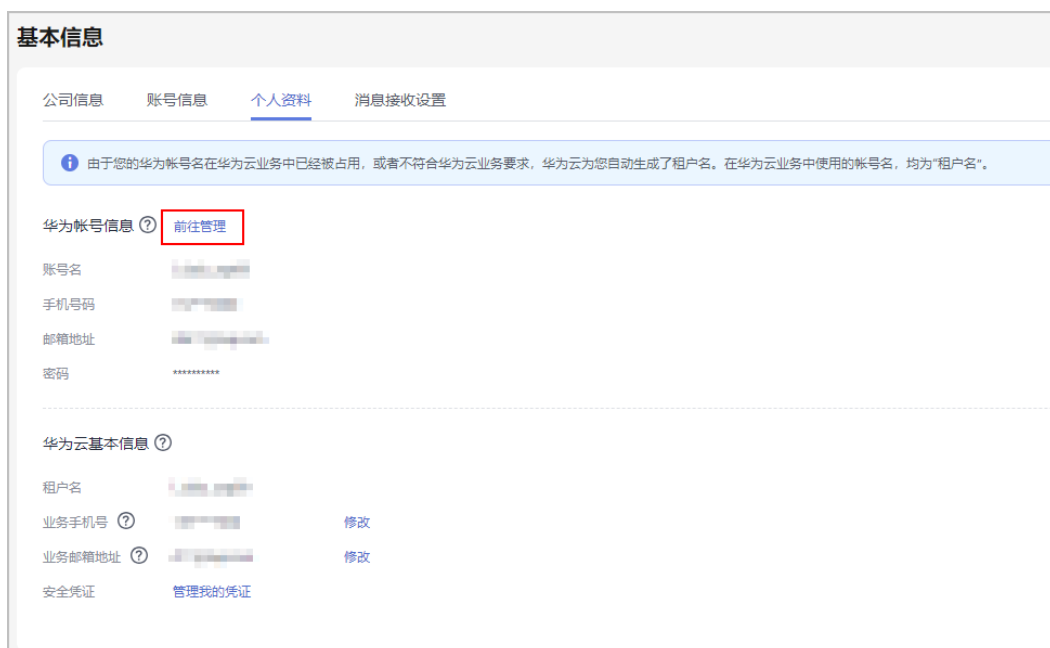 基本信息
公司信息 账号信息 个人资料 消息接收设置
由于您的华为帐号名在华为云业务中已经被占用，或者不符合华为云业务要求，华为云为您自动生成了租户名。在华为云业务中使用的帐号名，均为"租户名"。
华为帐号信息 前往管理
账号名
手机号码
邮箱地址
密码 **********
华为云基本信息
租户名
业务手机号 修改
业务邮箱地址 修改
安全凭证 管理我的凭证